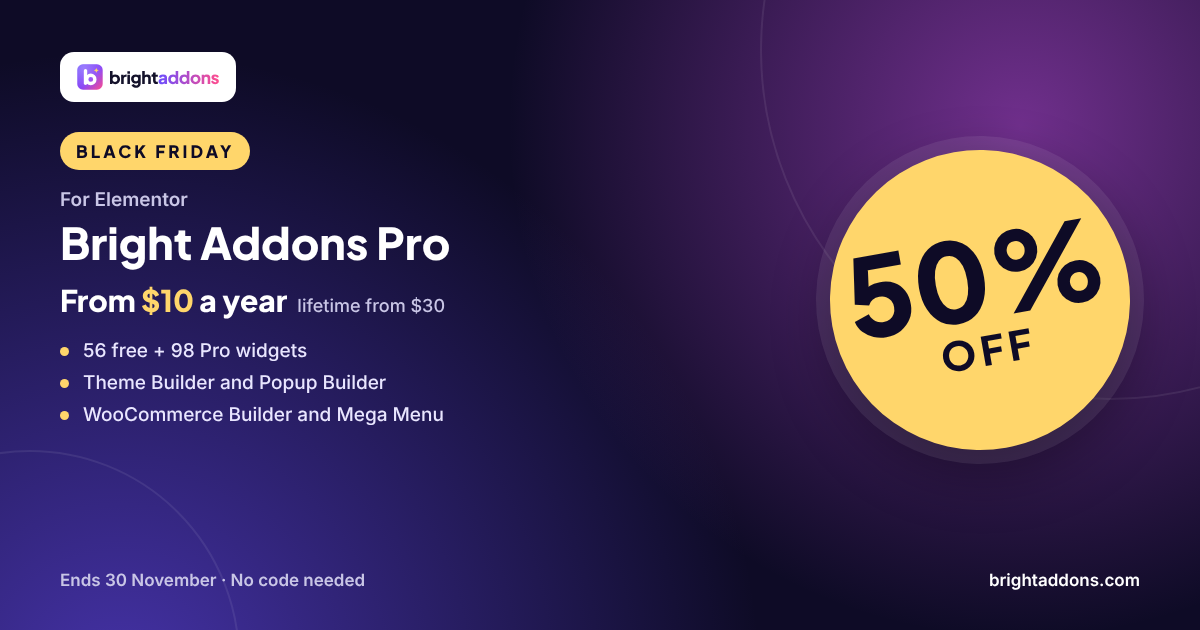 brightaddons
BLACK FRIDAY
For Elementor
Bright Addons Pro
From $10 a year lifetime from $30
56 free + 98 Pro widgets
Theme Builder and Popup Builder
WooCommerce Builder and Mega Menu
50%
OFF
Ends 30 November · No code needed
brightaddons.com